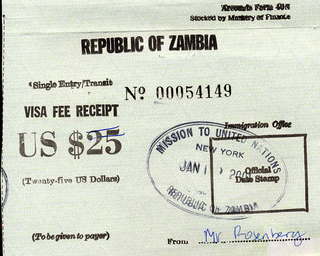 Accounts Form 40A
Stocked by Ministry of Finance
REPUBLIC OF ZAMBIA
Single Entry/Transit
VISA FEE RECEIPT
No 00054149
Immigration Office
US $25
MISSION TO UNITED NATIONS
NEW YORK
JAN
Official
Date Stamp
REPUBLIC OF ZAMBIA
(Twenty-five US Dollars)
(To be given to payer)
From Mr Rosenberg